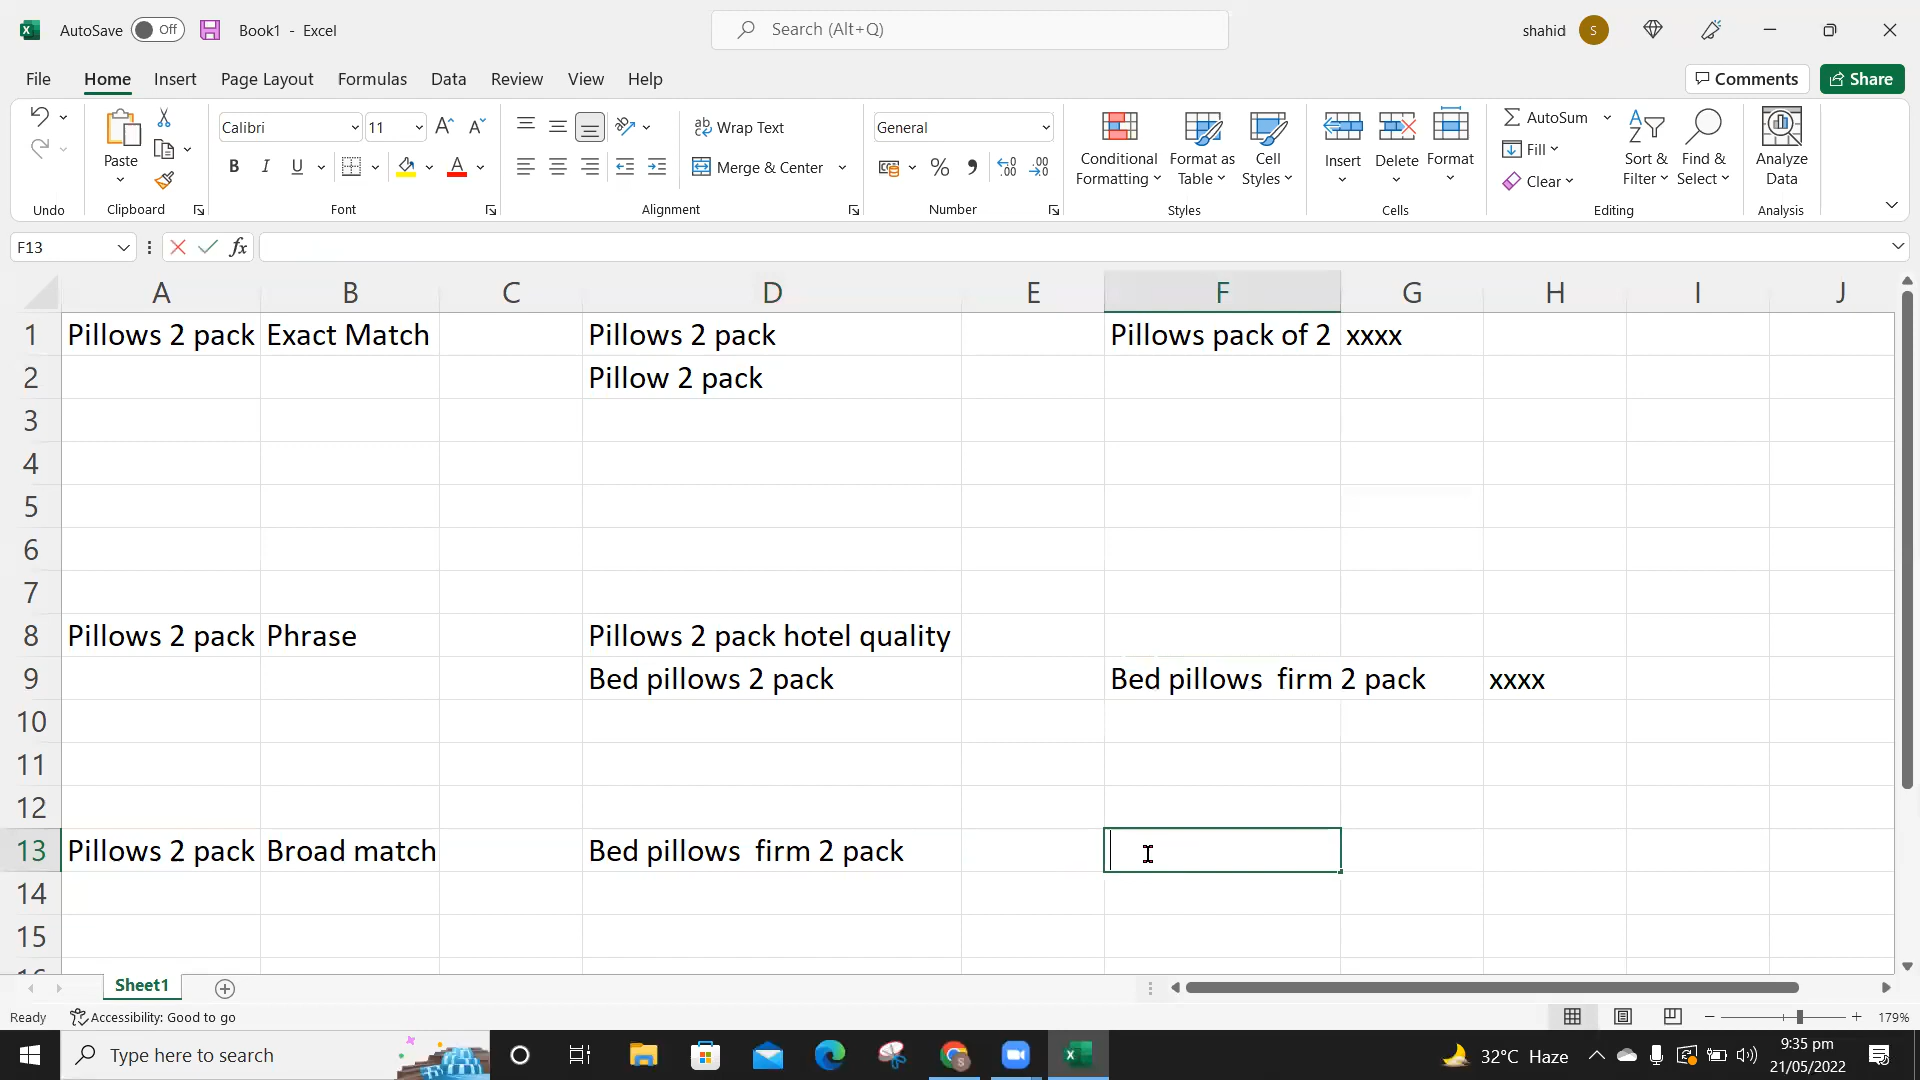 AutoSave Off Book1 - Excel Search (Alt+Q) shahid S
File Home Insert Page Layout Formulas Data Review View Help Comments Share
Calibri 11 Wrap Text General AutoSum
Paste Conditional Formatting Format as Table Cell Styles Insert Delete Format Fill Sort & Filter Find & Select Analyze Data
B I U A Merge & Center % Clear
Undo Clipboard Font Alignment Number Styles Cells Editing Analysis
F13 fx
A B C D E F G H I J
1 Pillows 2 pack Exact Match Pillows 2 pack Pillows pack of 2 xxxx
2 Pillow 2 pack
3
4
5
6
7
8 Pillows 2 pack Phrase Pillows 2 pack hotel quality
9 Bed pillows 2 pack Bed pillows  firm 2 pack xxxx
10
11
12
13 Pillows 2 pack Broad match Bed pillows  firm 2 pack
14
15
16
Sheet1
Ready Accessibility: Good to go 179%
Type here to search 32°C Haze 9:35 pm
21/05/2022